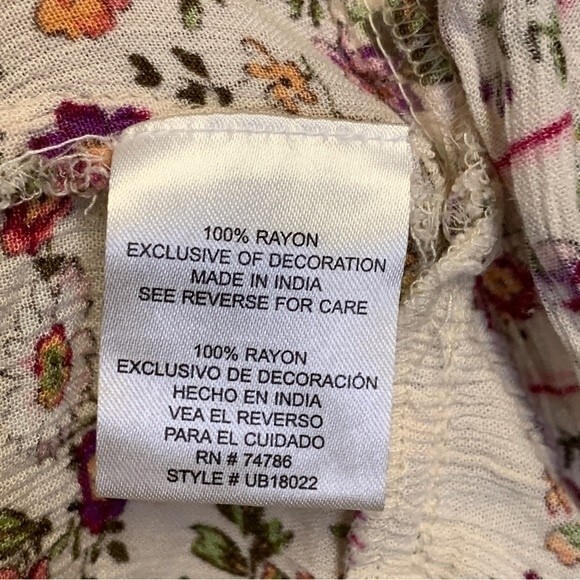 100% RAYON
EXCLUSIVE OF DECORATION
MADE IN INDIA
SEE REVERSE FOR CARE
100% RAYON
EXCLUSIVO DE DECORACIÓN
HECHO EN INDIA
VEA EL REVERSO
PARA EL CUIDADO
RN # 74786
STYLE # UB18022